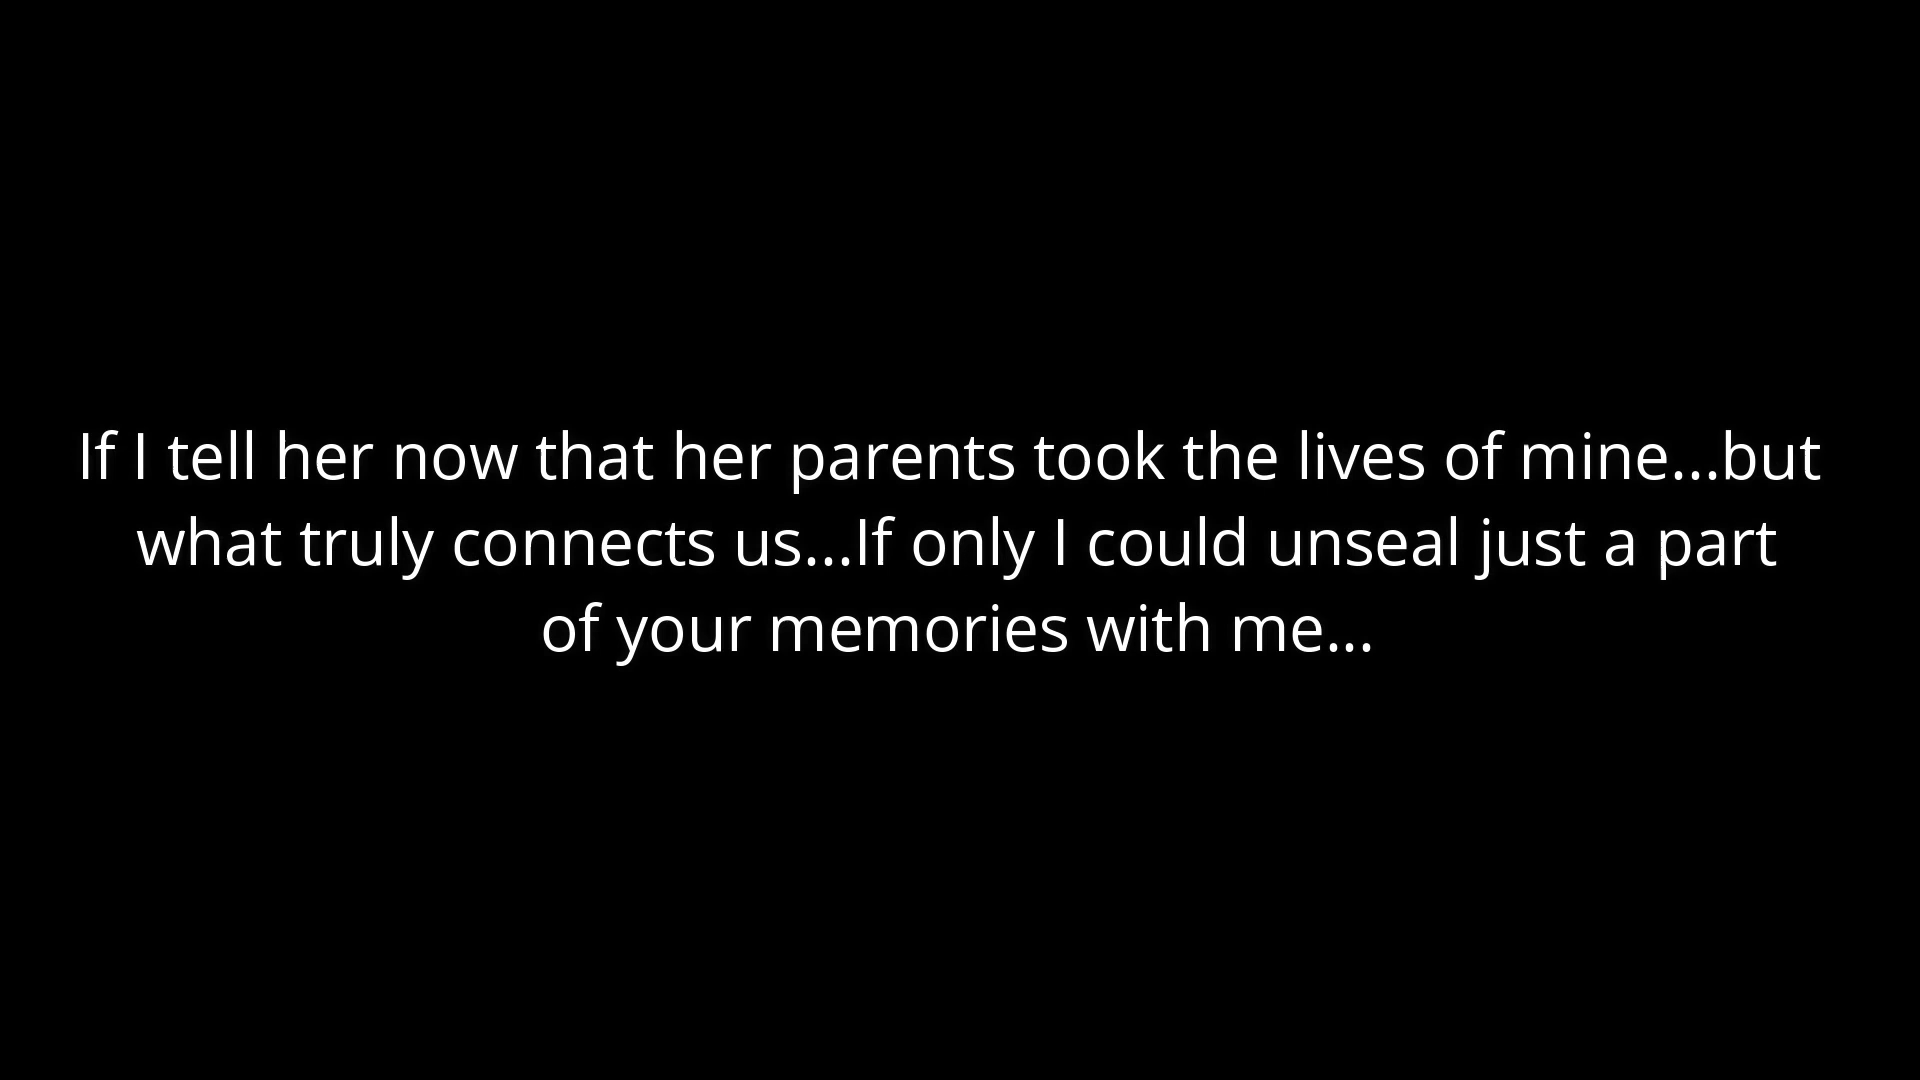 If I tell her now that her parents took the lives of mine...but
what truly connects us...If only I could unseal just a part
of your memories with me...